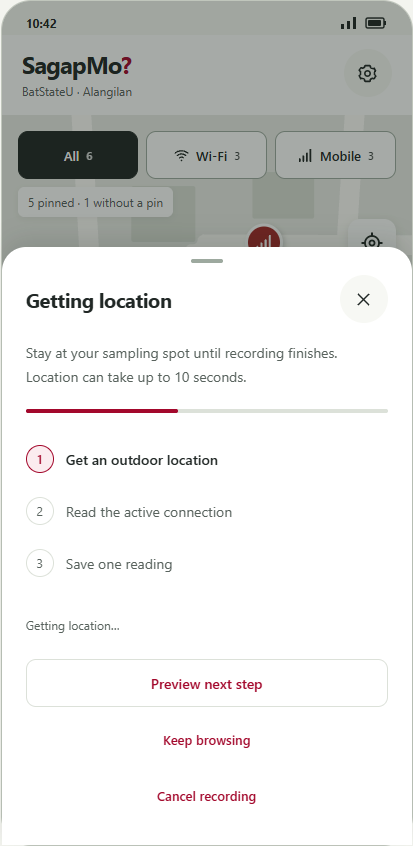 10:42
SagapMo?
BatStateU · Alangilan
All 6
Wi-Fi 3
Mobile 3
5 pinned · 1 without a pin
Getting location
Stay at your sampling spot until recording finishes.
Location can take up to 10 seconds.
1 Get an outdoor location
2 Read the active connection
3 Save one reading
Getting location...
Preview next step
Keep browsing
Cancel recording